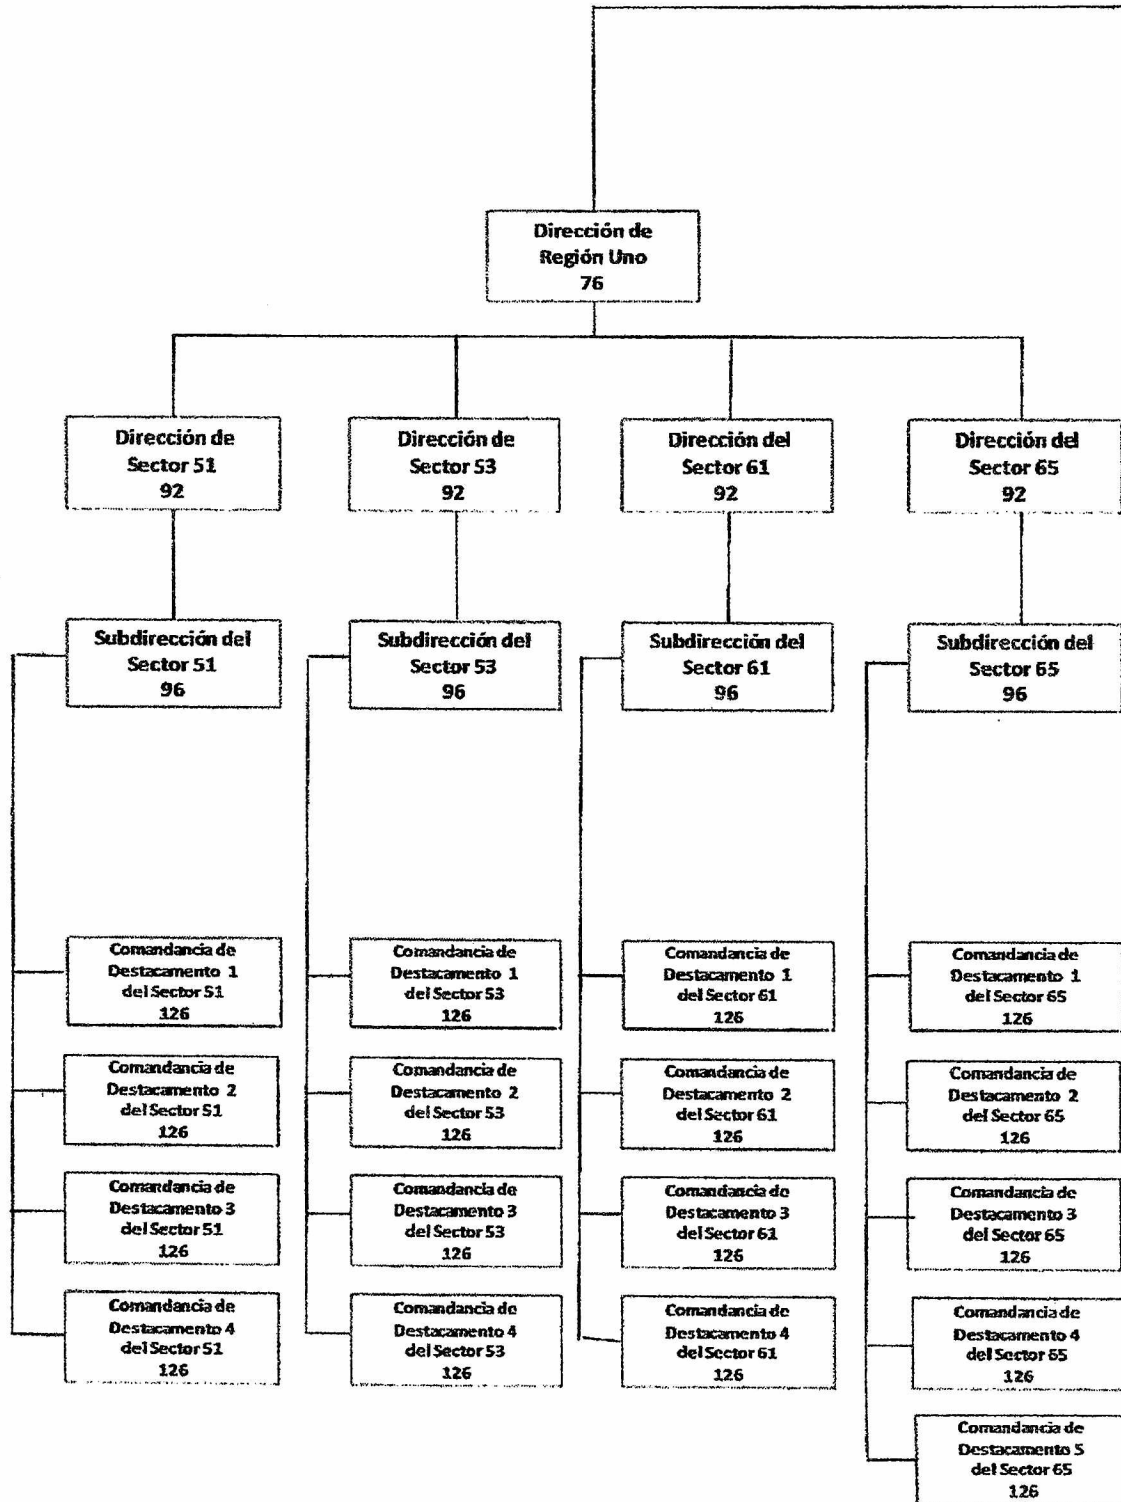 Dirección de
Región Uno
76
Dirección de
Sector 51
92
Dirección de
Sector 53
92
Dirección del
Sector 61
92
Dirección del
Sector 65
92
Subdirección del
Sector 51
96
Subdirección del
Sector 53
96
Subdirección del
Sector 61
96
Subdirección del
Sector 65
96
Comandancia de
Destacamento 1
del Sector 51
126
Comandancia de
Destacamento 1
del Sector 53
126
Comandancia de
Destacamento 1
del Sector 61
126
Comandancia de
Destacamento 1
del Sector 65
126
Comandancia de
Destacamento 2
del Sector 51
126
Comandancia de
Destacamento 2
del Sector 53
126
Comandancia de
Destacamento 2
del Sector 61
126
Comandancia de
Destacamento 2
del Sector 65
126
Comandancia de
Destacamento 3
del Sector 51
126
Comandancia de
Destacamento 3
del Sector 53
126
Comandancia de
Destacamento 3
del Sector 61
126
Comandancia de
Destacamento 3
del Sector 65
126
Comandancia de
Destacamento 4
del Sector 51
126
Comandancia de
Destacamento 4
del Sector 53
126
Comandancia de
Destacamento 4
del Sector 61
126
Comandancia de
Destacamento 4
del Sector 65
126
Comandancia de
Destacamento 5
del Sector 65
126